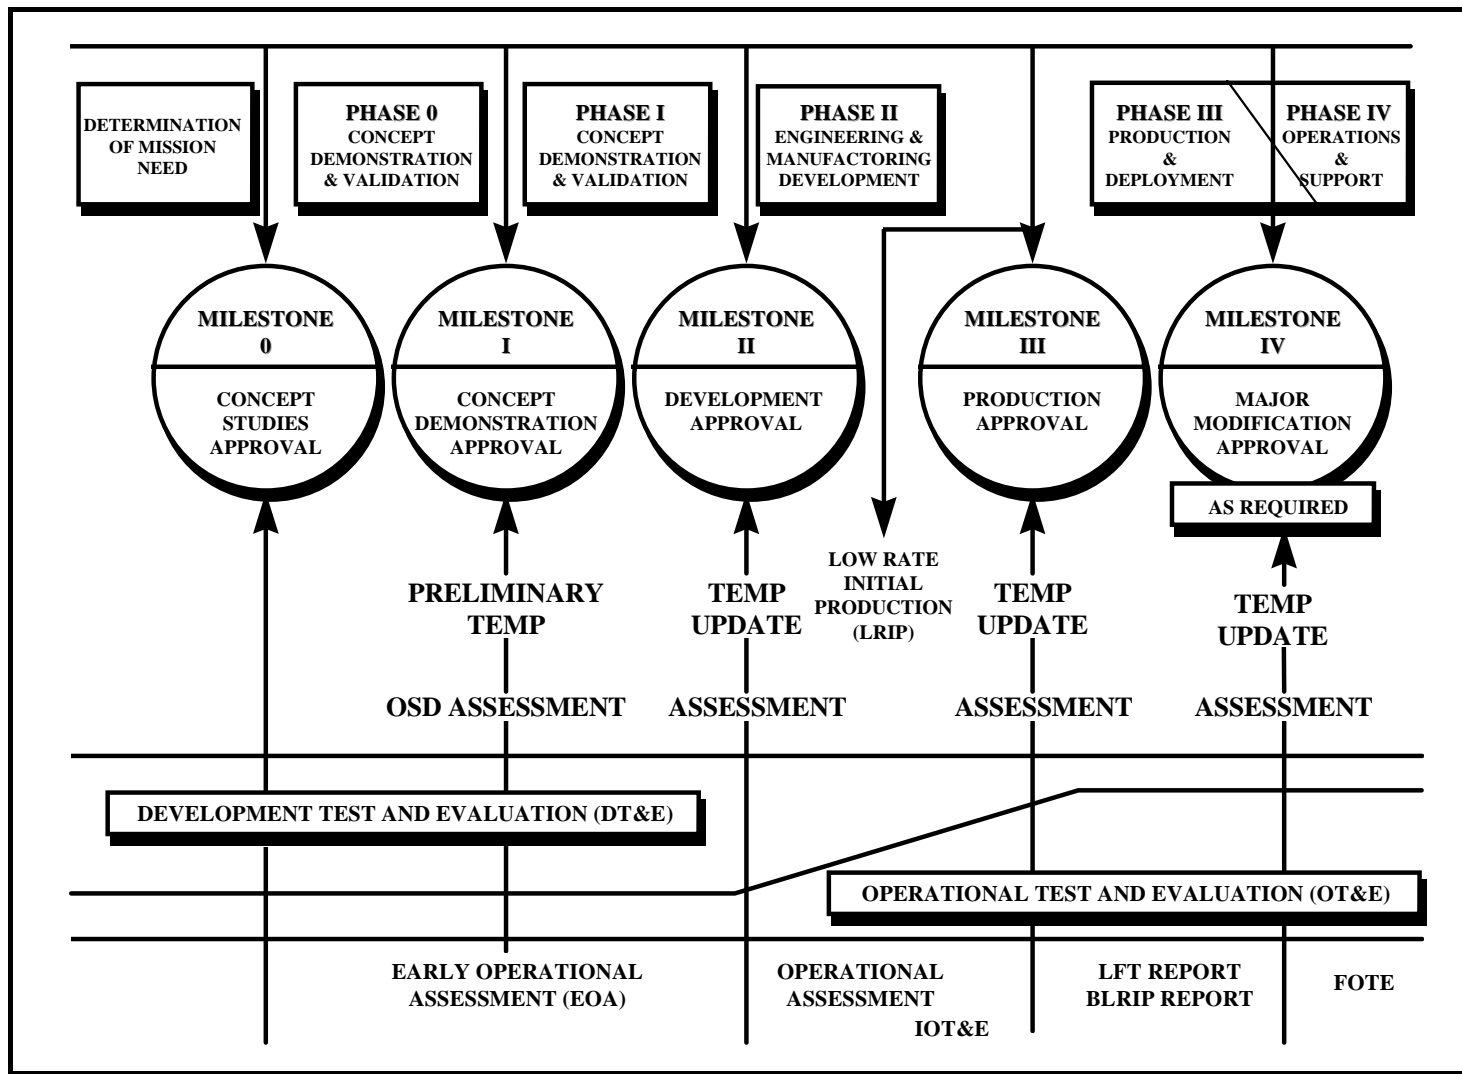 DETERMINATION
OF MISSION
NEED
PHASE 0
CONCEPT
DEMONSTRATION
& VALIDATION
PHASE I
CONCEPT
DEMONSTRATION
& VALIDATION
PHASE II
ENGINEERING &
MANUFACTORING
DEVELOPMENT
PHASE III
PRODUCTION
&
DEPLOYMENT
PHASE IV
OPERATIONS
&
SUPPORT
MILESTONE
0
CONCEPT
STUDIES
APPROVAL
MILESTONE
I
CONCEPT
DEMONSTRATION
APPROVAL
MILESTONE
II
DEVELOPMENT
APPROVAL
MILESTONE
III
PRODUCTION
APPROVAL
MILESTONE
IV
MAJOR
MODIFICATION
APPROVAL
AS REQUIRED
PRELIMINARY
TEMP
TEMP
UPDATE
LOW RATE
INITIAL
PRODUCTION
(LRIP)
TEMP
UPDATE
TEMP
UPDATE
OSD ASSESSMENT
ASSESSMENT
ASSESSMENT
ASSESSMENT
DEVELOPMENT TEST AND EVALUATION (DT&E)
OPERATIONAL TEST AND EVALUATION (OT&E)
EARLY OPERATIONAL
ASSESSMENT (EOA)
OPERATIONAL
ASSESSMENT
IOT&E
LFT REPORT
BLRIP REPORT
FOTE